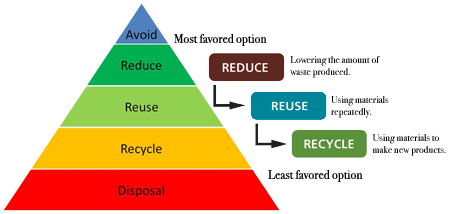 Avoid
Most favored option
Reduce
REDUCE
Lowering the amount of
waste produced.
Reuse
REUSE
Using materials
repeatedly.
Recycle
RECYCLE
Using materials to
make new products.
Disposal
Least favored option